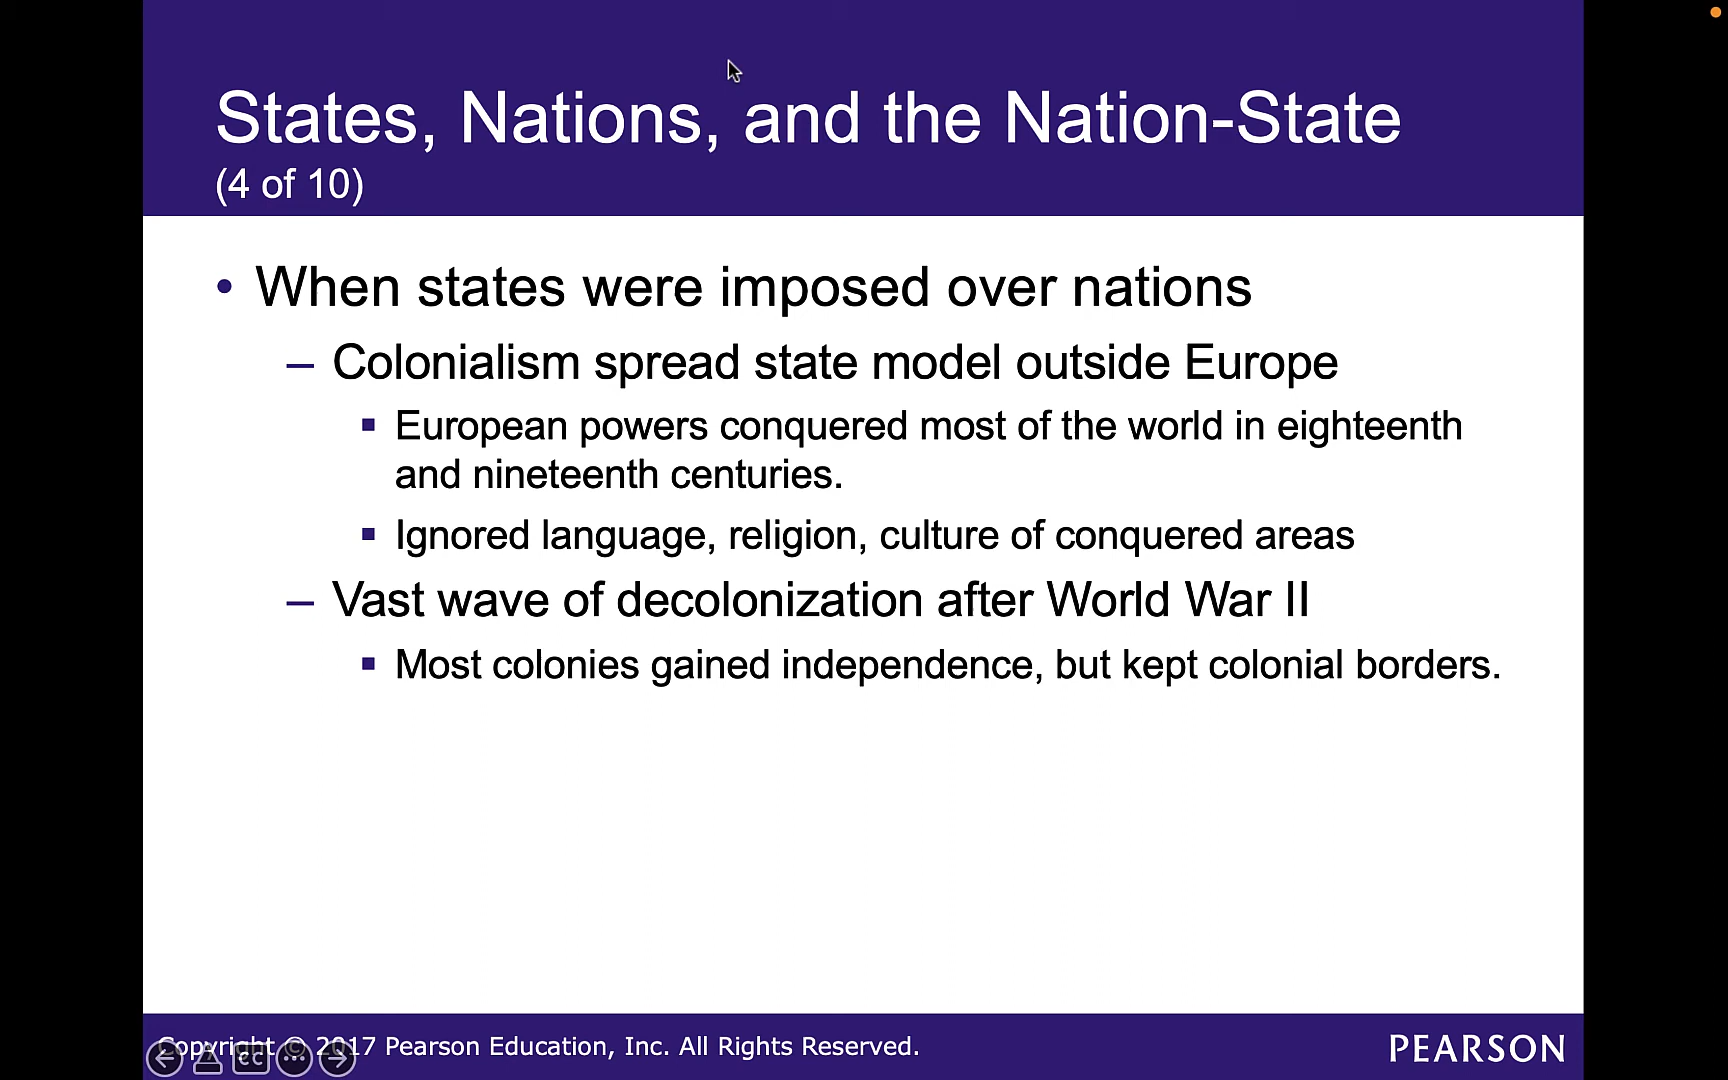 States, Nations, and the Nation-State
(4 of 10)
• When states were imposed over nations
– Colonialism spread state model outside Europe
▪ European powers conquered most of the world in eighteenth
and nineteenth centuries.
▪ Ignored language, religion, culture of conquered areas
– Vast wave of decolonization after World War II
▪ Most colonies gained independence, but kept colonial borders.
Copyright © 2017 Pearson Education, Inc. All Rights Reserved.
CC
PEARSON